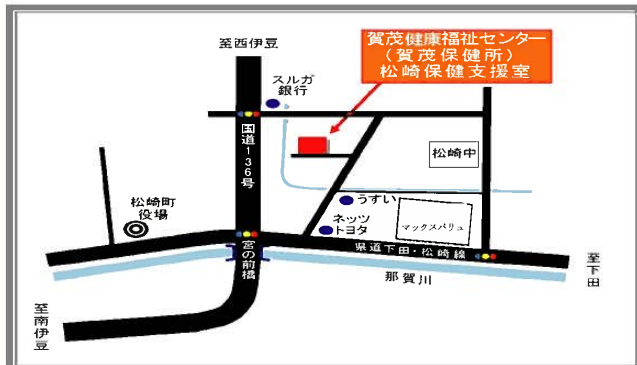 至西伊豆
賀茂健康福祉センター
（賀茂保健所）
松崎保健支援室
スルガ
銀行
国道136号
松崎中
松崎町
役場
うすい
ネッツ
トヨタ
マックスバリュ
宮の前橋
県道下田・松崎線
那賀川
至下田
至南伊豆